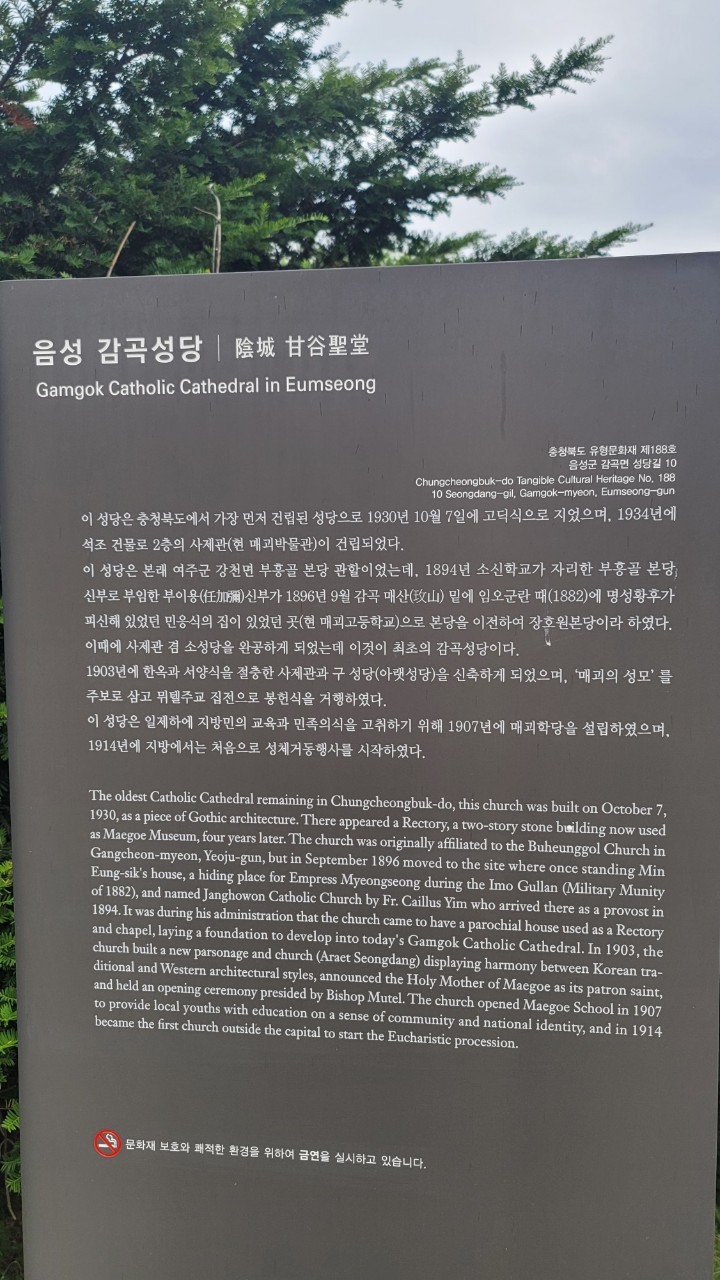 음성 감곡성당 | 陰城 甘谷聖堂
Gamgok Catholic Cathedral in Eumseong
충청북도 유형문화재 제188호
음성군 감곡면 성당길 10
Chungcheongbuk-do Tangible Cultural Heritage No. 188
10 Seongdang-gil, Gamgok-myeon, Eumseong-gun
이 성당은 충청북도에서 가장 먼저 건립된 성당으로 1930년 10월 7일에 고딕식으로 지었으며, 1934년에
석조 건물로 2층의 사제관(현 매괴박물관)이 건립되었다.
이 성당은 본래 여주군 강천면 부흥골 본당 관할이었는데, 1894년 소신학교가 자리한 부흥골 본당
신부로 부임한 부이용(任加彌)신부가 1896년 9월 감곡 매산(玫山) 밑에 임오군란 때(1882)에 명성황후가
피신해 있었던 민응식의 집이 있었던 곳(현 매괴고등학교)으로 본당을 이전하여 장호원본당이라 하였다.
이때에 사제관 겸 소성당을 완공하게 되었는데 이것이 최초의 감곡성당이다.
1903년에 한옥과 서양식을 절충한 사제관과 구 성당(아랫성당)을 신축하게 되었으며, '매괴의 성모' 를
주보로 삼고 뮈텔주교 집전으로 봉헌식을 거행하였다.
이 성당은 일제하에 지방민의 교육과 민족의식을 고취하기 위해 1907년에 매괴학당을 설립하였으며,
1914년에 지방에서는 처음으로 성체거동행사를 시작하였다.
The oldest Catholic Cathedral remaining in Chungcheongbuk-do, this church was built on October 7,
1930, as a piece of Gothic architecture. There appeared a Rectory, a two-story stone building now used
as Maegoe Museum, four years later. The church was originally affiliated to the Buheunggol Church in
Gangcheon-myeon, Yeoju-gun, but in September 1896 moved to the site where once standing Min
Eung-sik's house, a hiding place for Empress Myeongseong during the Imo Gullan (Military Munity
of 1882), and named Janghowon Catholic Church by Fr. Caillus Yim who arrived there as a provost in
1894. It was during his administration that the church came to have a parochial house used as a Rectory
and chapel, laying a foundation to develop into today's Gamgok Catholic Cathedral. In 1903, the
church built a new parsonage and church (Araet Seongdang) displaying harmony between Korean tra-
ditional and Western architectural styles, announced the Holy Mother of Maegoe as its patron saint,
and held an opening ceremony presided by Bishop Mutel. The church opened Maegoe School in 1907
to provide local youths with education on a sense of community and national identity, and in 1914
became the first church outside the capital to start the Eucharistic procession.
문화재 보호와 쾌적한 환경을 위하여 금연을 실시하고 있습니다.